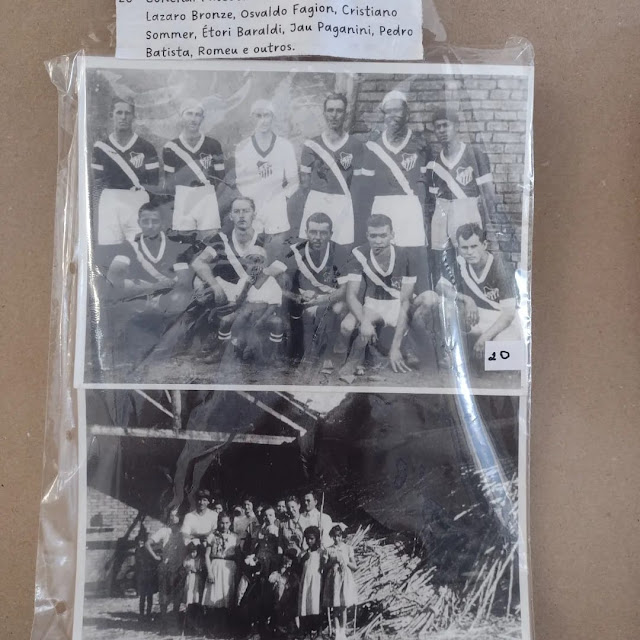 Lazaro Bronze, Osvaldo Fagion, Cristiano
Sommer, Étori Baraldi, Jau Paganini, Pedro
Batista, Romeu e outros.
20